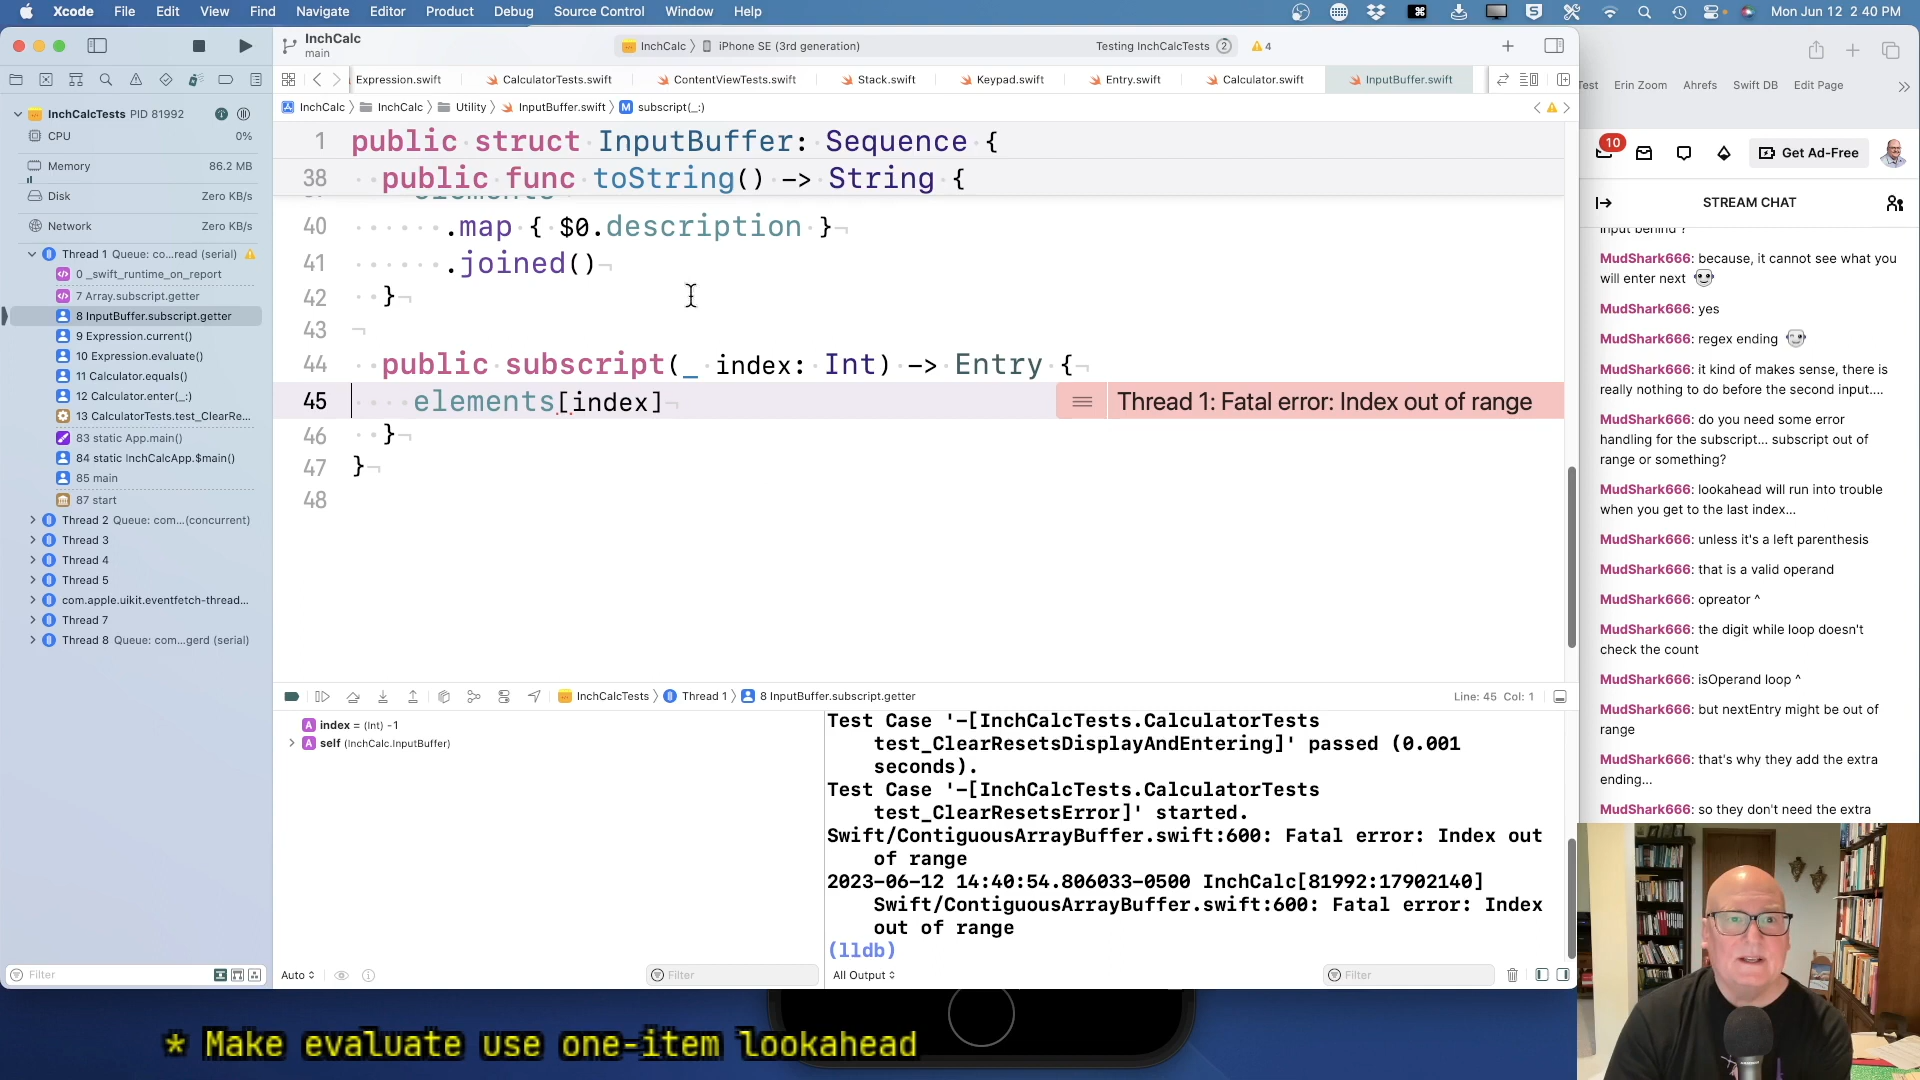 Xcode File Edit View Find Navigate Editor Product Debug Source Control Window Help
Mon Jun 12 2:40 PM
InchCalc
main
InchCalc iPhone SE (3rd generation)
Testing InchCalcTests 2 4
Expression.swift CalculatorTests.swift ContentViewTests.swift Stack.swift Keypad.swift Entry.swift Calculator.swift InputBuffer.swift
InchCalc InchCalc Utility InputBuffer.swift M subscript(_:)
InchCalcTests PID 81992
CPU 0%
Memory 86.2 MB
Disk Zero KB/s
Network Zero KB/s
Thread 1 Queue: co...read (serial)
0 _swift_runtime_on_report
7 Array.subscript.getter
8 InputBuffer.subscript.getter
9 Expression.current()
10 Expression.evaluate()
11 Calculator.equals()
12 Calculator.enter(_:)
13 CalculatorTests.test_ClearRe...
83 static App.main()
84 static InchCalcApp.$main()
85 main
87 start
Thread 2 Queue: com...(concurrent)
Thread 3
Thread 4
Thread 5
com.apple.uikit.eventfetch-thread...
Thread 7
Thread 8 Queue: com...gerd (serial)
Filter
1 public struct InputBuffer: Sequence {
38 public func toString() -> String {
40 .map { $0.description }
41 .joined()
42 }
43
44 public subscript(_ index: Int) -> Entry {
45 elements[index]
Thread 1: Fatal error: Index out of range
46 }
47 }
48
InchCalcTests Thread 1 8 InputBuffer.subscript.getter
Line: 45 Col: 1
A index = (Int) -1
A self (InchCalc.InputBuffer)
Auto
Filter
Test Case '-[InchCalcTests.CalculatorTests
test_ClearResetsDisplayAndEntering]' passed (0.001
seconds).
Test Case '-[InchCalcTests.CalculatorTests
test_ClearResetsError]' started.
Swift/ContiguousArrayBuffer.swift:600: Fatal error: Index out
of range
2023-06-12 14:40:54.806033-0500 InchCalc[81992:17902140]
Swift/ContiguousArrayBuffer.swift:600: Fatal error: Index
out of range
(lldb)
All Output
Filter
Erin Zoom Ahrefs Swift DB Edit Page
10
Get Ad-Free
STREAM CHAT
input behind ?
MudShark666: because, it cannot see what you
will enter next
MudShark666: yes
MudShark666: regex ending
MudShark666: it kind of makes sense, there is
really nothing to do before the second input....
MudShark666: do you need some error
handling for the subscript... subscript out of
range or something?
MudShark666: lookahead will run into trouble
when you get to the last index...
MudShark666: unless it's a left parenthesis
MudShark666: that is a valid operand
MudShark666: opreator ^
MudShark666: the digit while loop doesn't
check the count
MudShark666: isOperand loop ^
MudShark666: but nextEntry might be out of
range
MudShark666: that's why they add the extra
ending...
MudShark666: so they don't need the extra
* Make evaluate use one-item lookahead